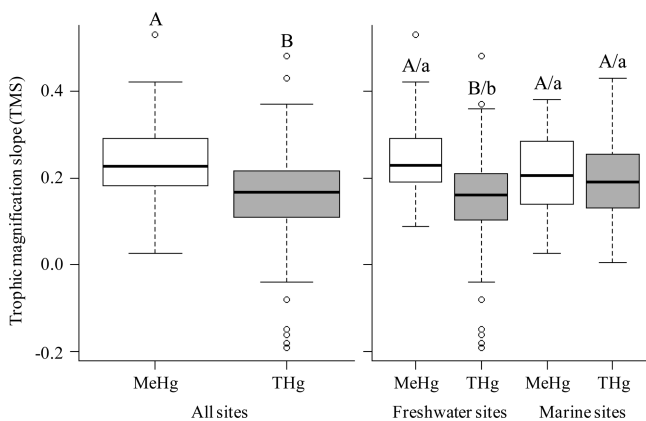 A
B
A/a
B/b
A/a
A/a
Trophic magnification slope (TMS)
0.4
0.2
0.0
-0.2
MeHg
THg
MeHg
THg
MeHg
THg
All sites
Freshwater sites
Marine sites